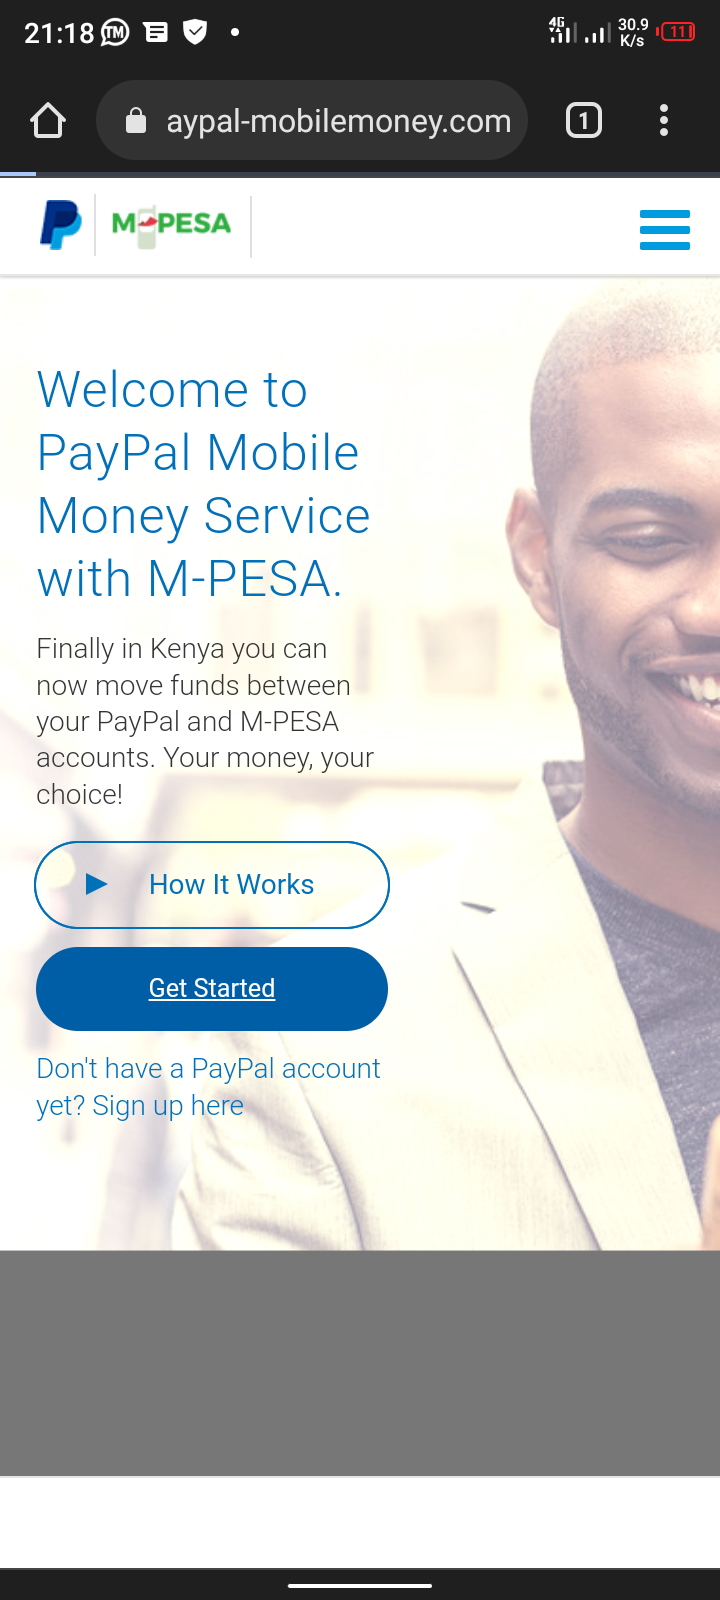 21:18 TM 4G 30.9 K/s 11
aypal-mobilemoney.com 1
M-PESA
Welcome to
PayPal Mobile
Money Service
with M-PESA.
Finally in Kenya you can
now move funds between
your PayPal and M-PESA
accounts. Your money, your
choice!
How It Works
Get Started
Don't have a PayPal account
yet? Sign up here